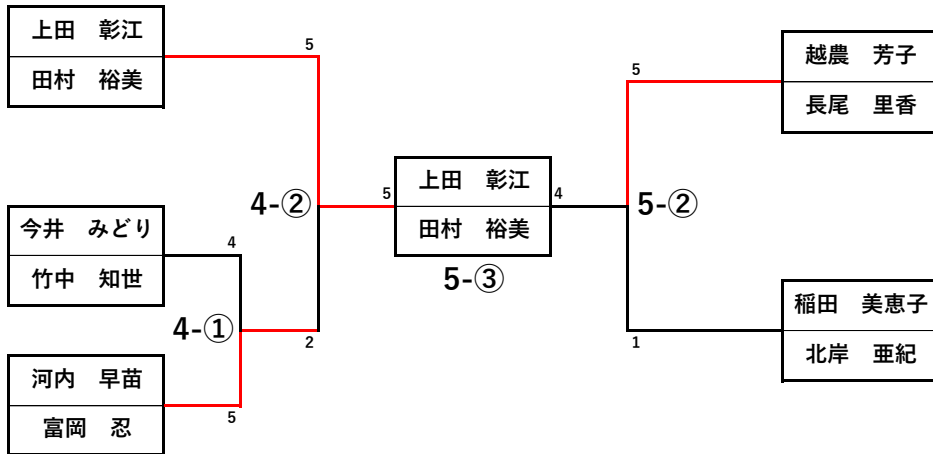 上田　彰江
田村　裕美
5
4-②
今井　みどり
竹中　知世
4
4-①
2
河内　早苗
富岡　忍
5
5
上田　彰江
田村　裕美
4
5-③
越農　芳子
長尾　里香
5
5-②
稲田　美恵子
北岸　亜紀
1